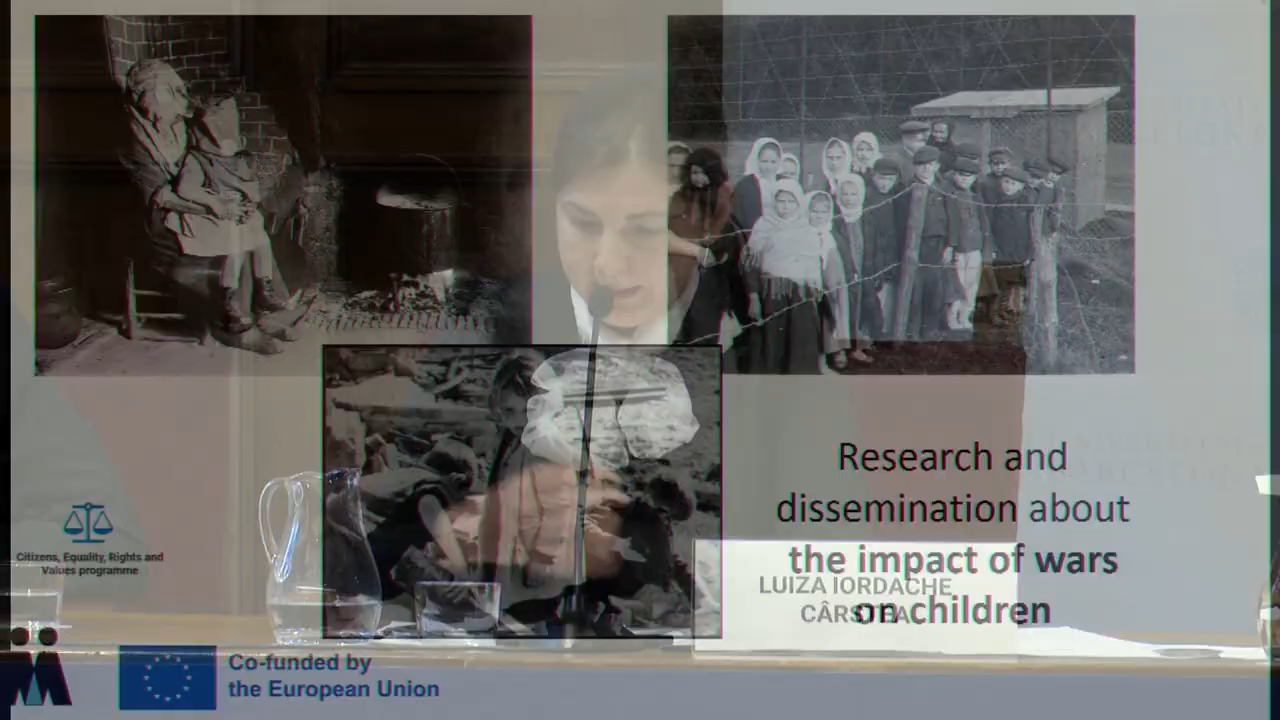 Research and
dissemination about
the impact of wars
on children
LUIZA IORDACHE
CÂRSTEA
Citizens, Equality, Rights and
Values programme
Co-funded by
the European Union